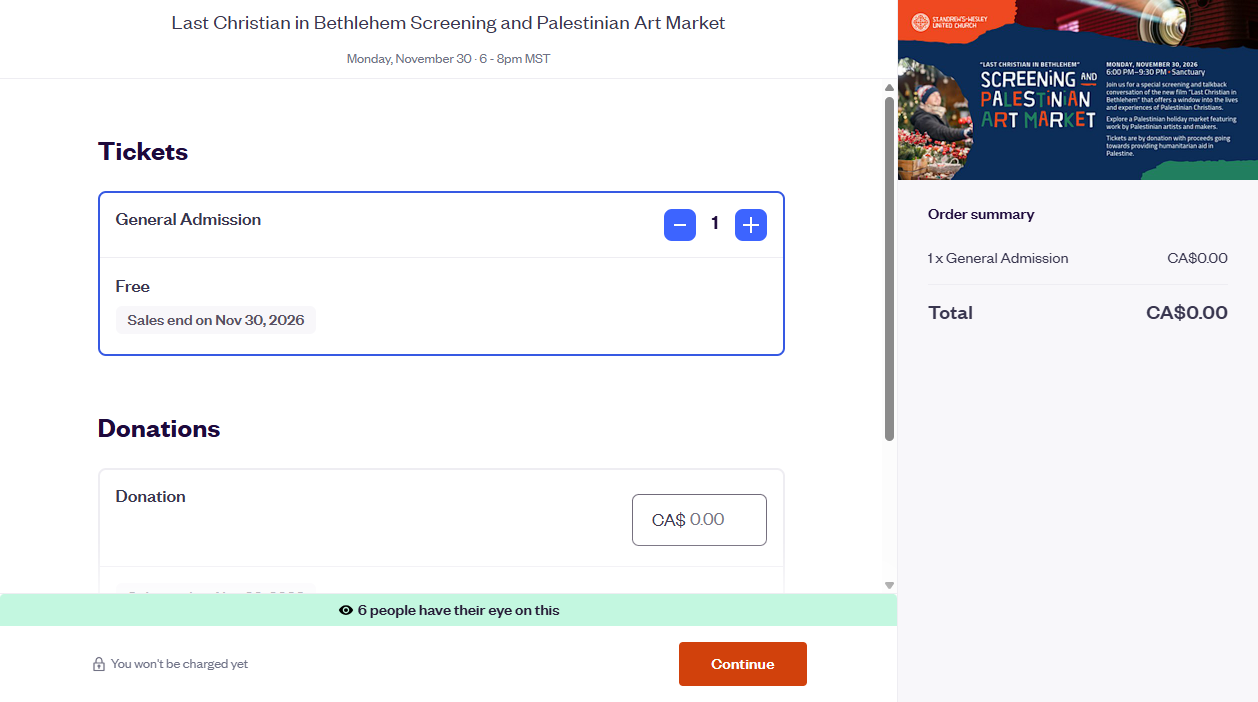 Last Christian in Bethlehem Screening and Palestinian Art Market
Monday, November 30 · 6 - 8pm MST
Tickets
General Admission
1
Free
Sales end on Nov 30, 2026
Donations
Donation
CA$ 0.00
6 people have their eye on this
You won't be charged yet
Continue
ST.ANDREW'S-WESLEY
UNITED CHURCH
"LAST CHRISTIAN IN BETHLEHEM"
SCREENING AND
PALESTINIAN
ART MARKET
MONDAY, NOVEMBER 30, 2026
6:00 PM–9:30 PM · Sanctuary
Join us for a special screening and talkback
conversation of the new film "Last Christian in
Bethlehem" that offers a window into the lives
and experiences of Palestinian Christians.
Explore a Palestinian holiday market featuring
work by Palestinian artists and makers.
Tickets are by donation with proceeds going
towards providing humanitarian aid in
Palestine.
Order summary
1 x General Admission CA$0.00
Total CA$0.00